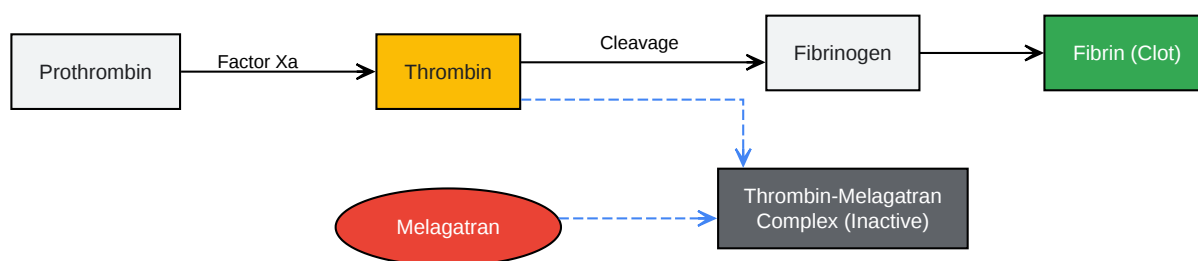 Prothrombin
Factor Xa
Thrombin
Cleavage
Fibrinogen
Fibrin (Clot)
Melagatran
Thrombin-Melagatran
Complex (Inactive)